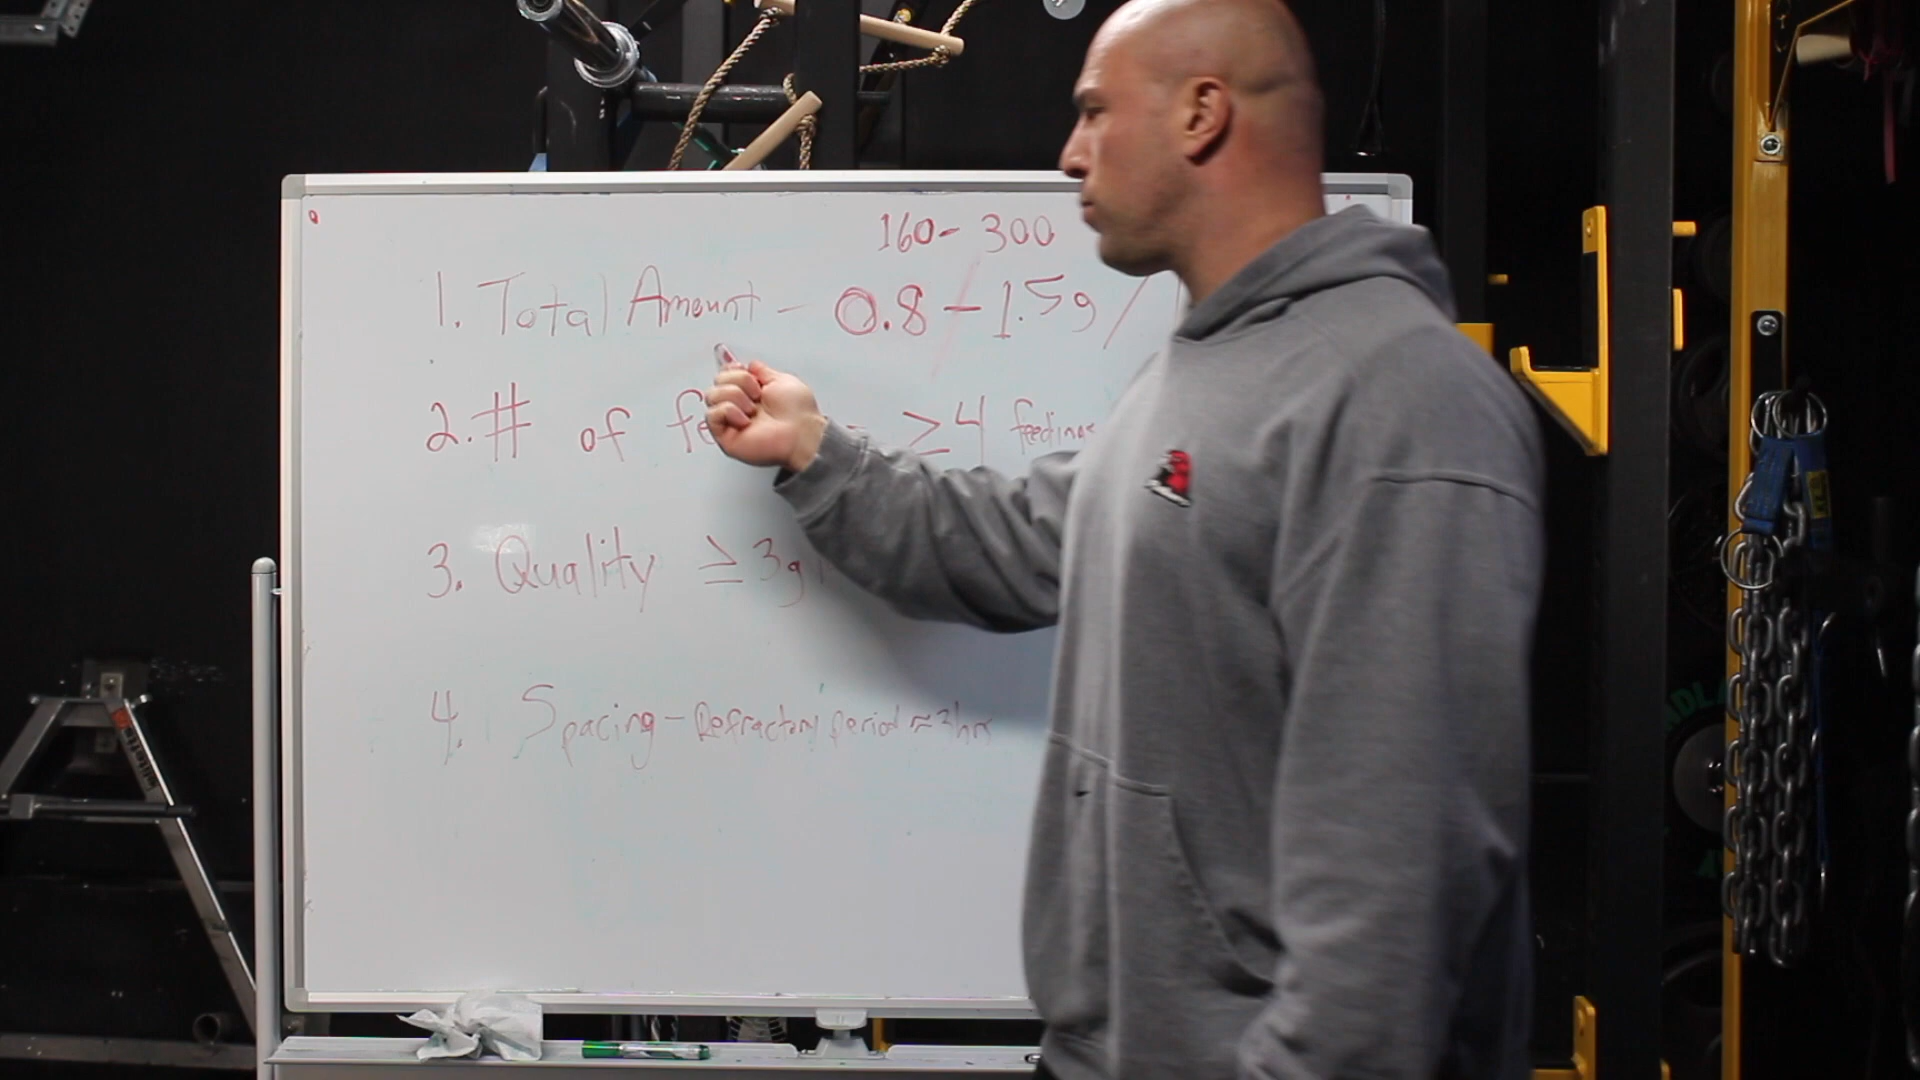 160- 300
1. Total Amount - 0.8 - 1.5g /
2. # of fe ≥4 feedings
3. Quality ≥3g
4. Spacing - Refractory period ≈ 3hrs